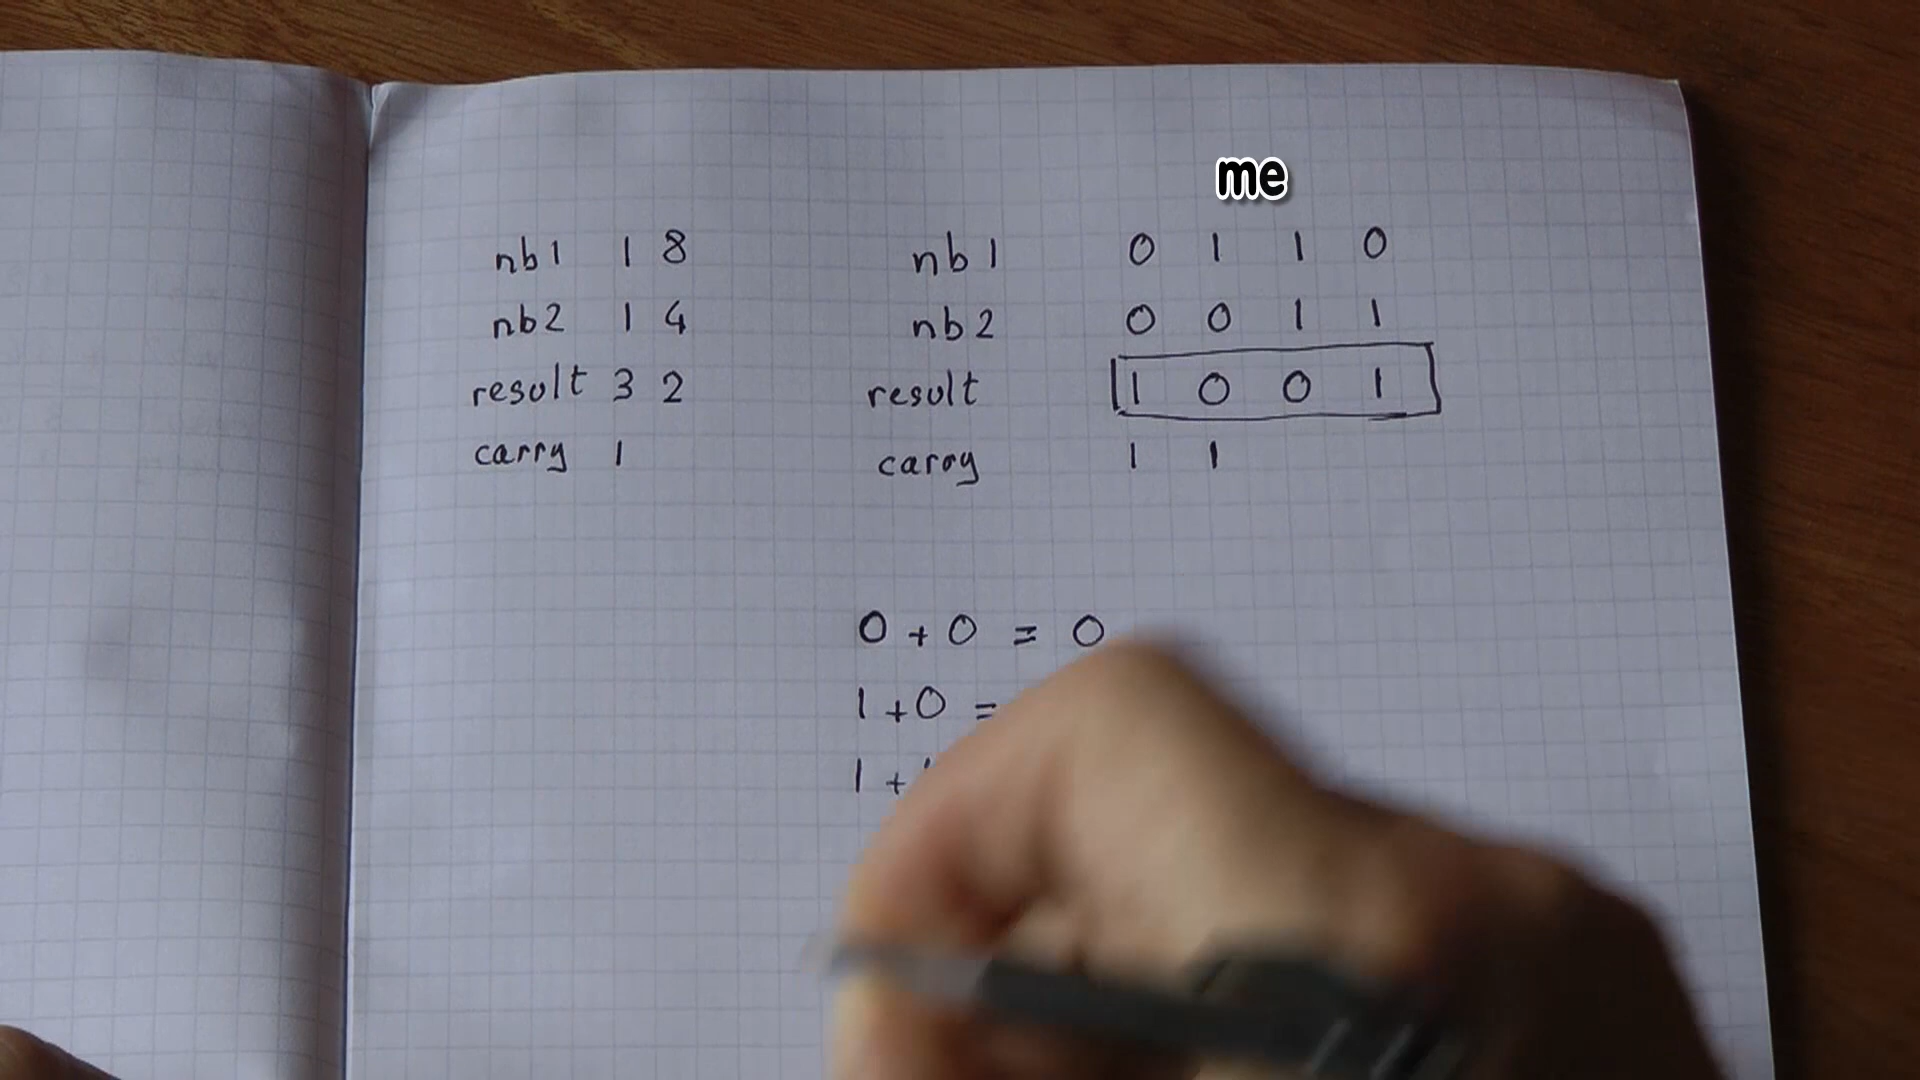 me
nb1 1 8
nb2 1 4
result 3 2
carry 1
nb1 0 1 1 0
nb2 0 0 1 1
result 1 0 0 1
carry 1 1
0 + 0 = 0
1 + 0 =
1 +